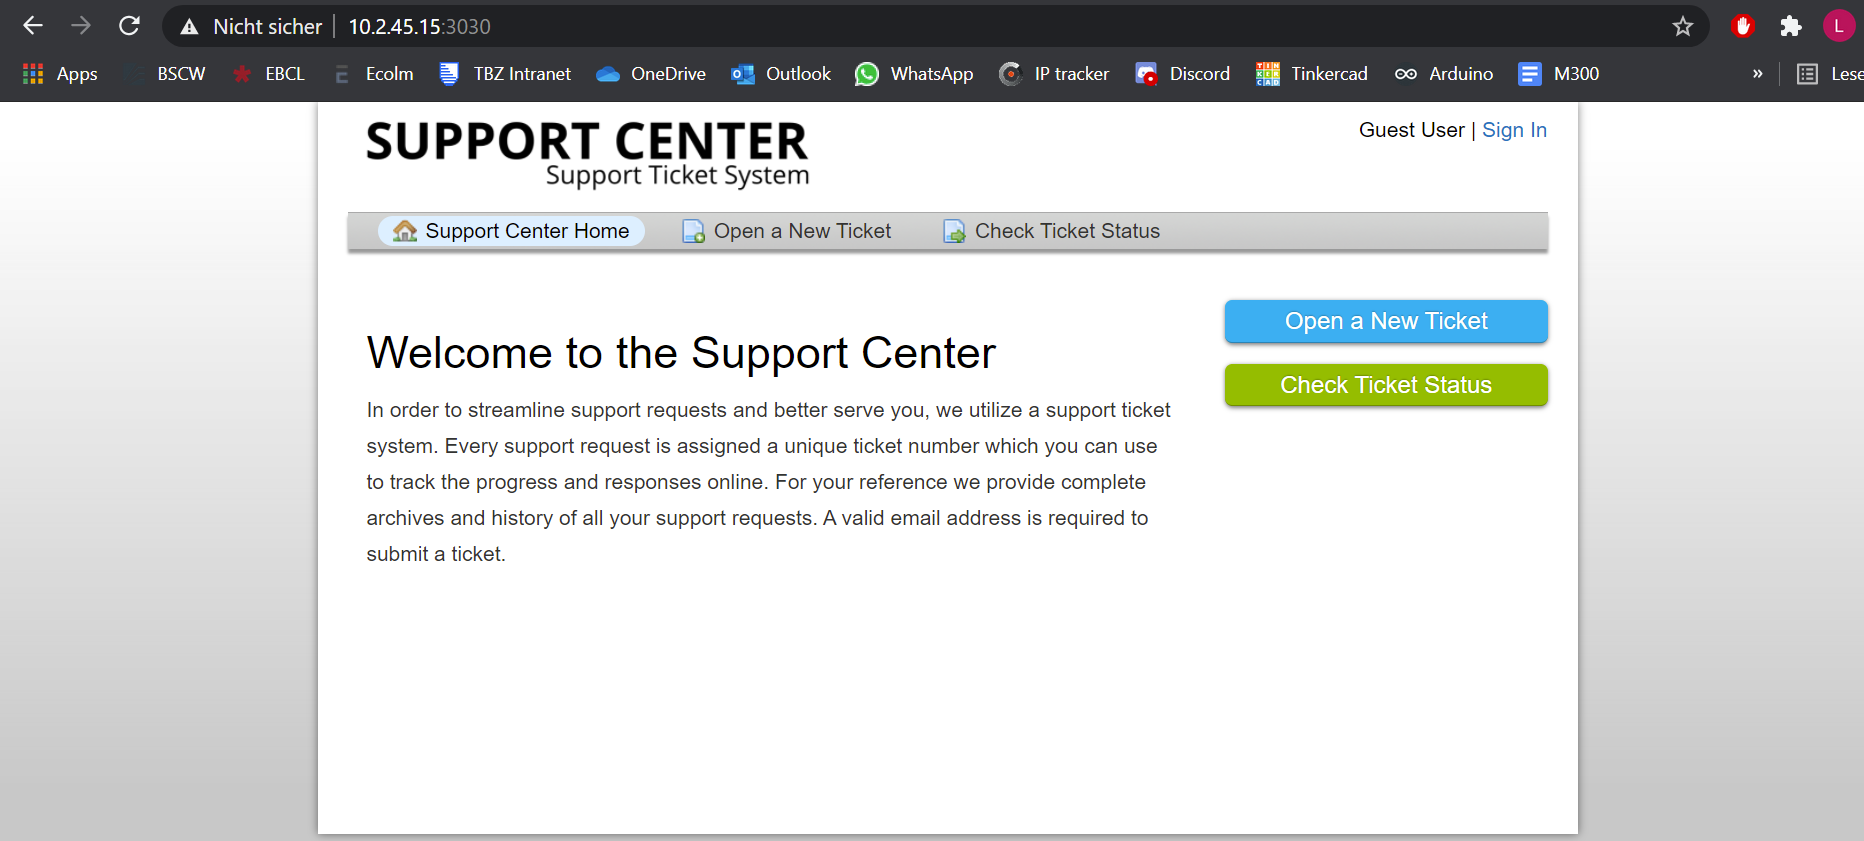 Nicht sicher | 10.2.45.15:3030
L
Apps BSCW EBCL Ecolm TBZ Intranet OneDrive Outlook WhatsApp IP tracker Discord Tinkercad Arduino M300 » Lese
SUPPORT CENTER
Support Ticket System
Guest User | Sign In
Support Center Home Open a New Ticket Check Ticket Status
Open a New Ticket
Check Ticket Status
Welcome to the Support Center
In order to streamline support requests and better serve you, we utilize a support ticket
system. Every support request is assigned a unique ticket number which you can use
to track the progress and responses online. For your reference we provide complete
archives and history of all your support requests. A valid email address is required to
submit a ticket.